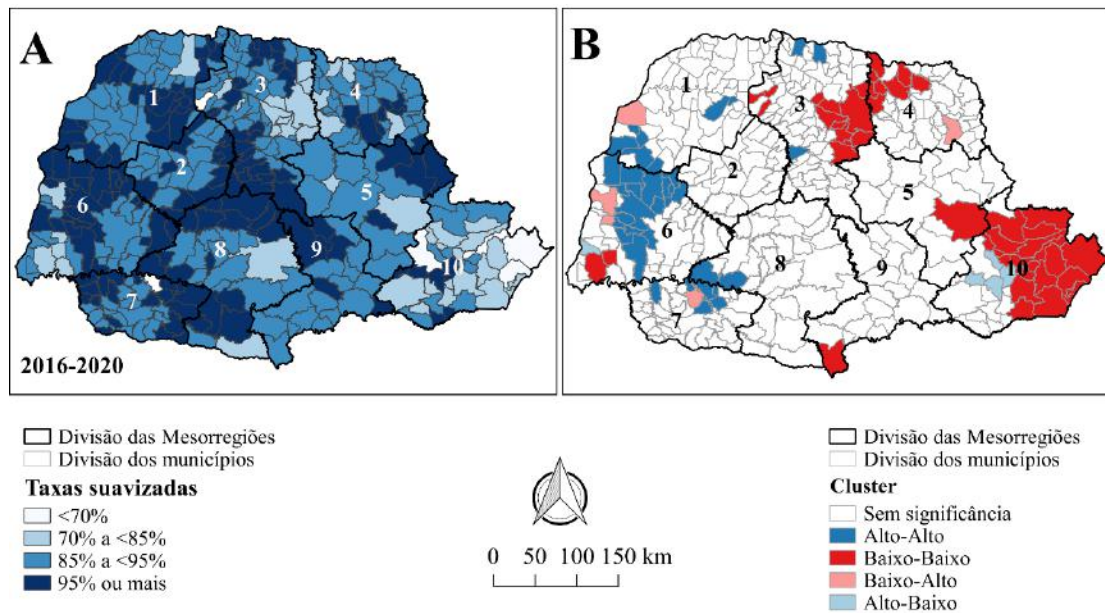 A
1
2
3
4
5
6
7
8
9
10
2016-2020
B
1
2
3
4
5
6
7
8
9
10
Divisão das Mesorregiões
Divisão dos municípios
Taxas suavizadas
<70%
70% a <85%
85% a <95%
95% ou mais
0 50 100 150 km
Divisão das Mesorregiões
Divisão dos municípios
Cluster
Sem significância
Alto-Alto
Baixo-Baixo
Baixo-Alto
Alto-Baixo